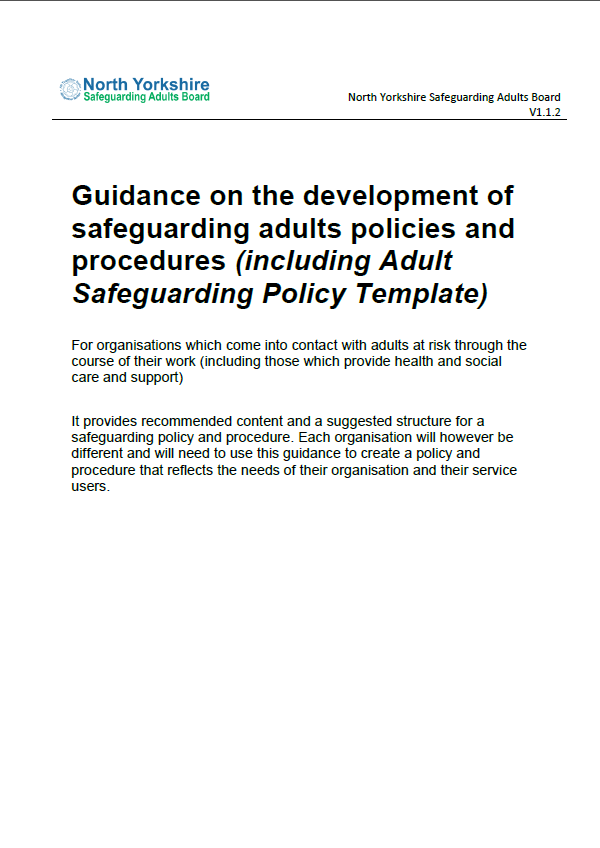 North Yorkshire
Safeguarding Adults Board
North Yorkshire Safeguarding Adults Board
V1.1.2
Guidance on the development of
safeguarding adults policies and
procedures (including Adult
Safeguarding Policy Template)
For organisations which come into contact with adults at risk through the
course of their work (including those which provide health and social
care and support)
It provides recommended content and a suggested structure for a
safeguarding policy and procedure. Each organisation will however be
different and will need to use this guidance to create a policy and
procedure that reflects the needs of their organisation and their service
users.